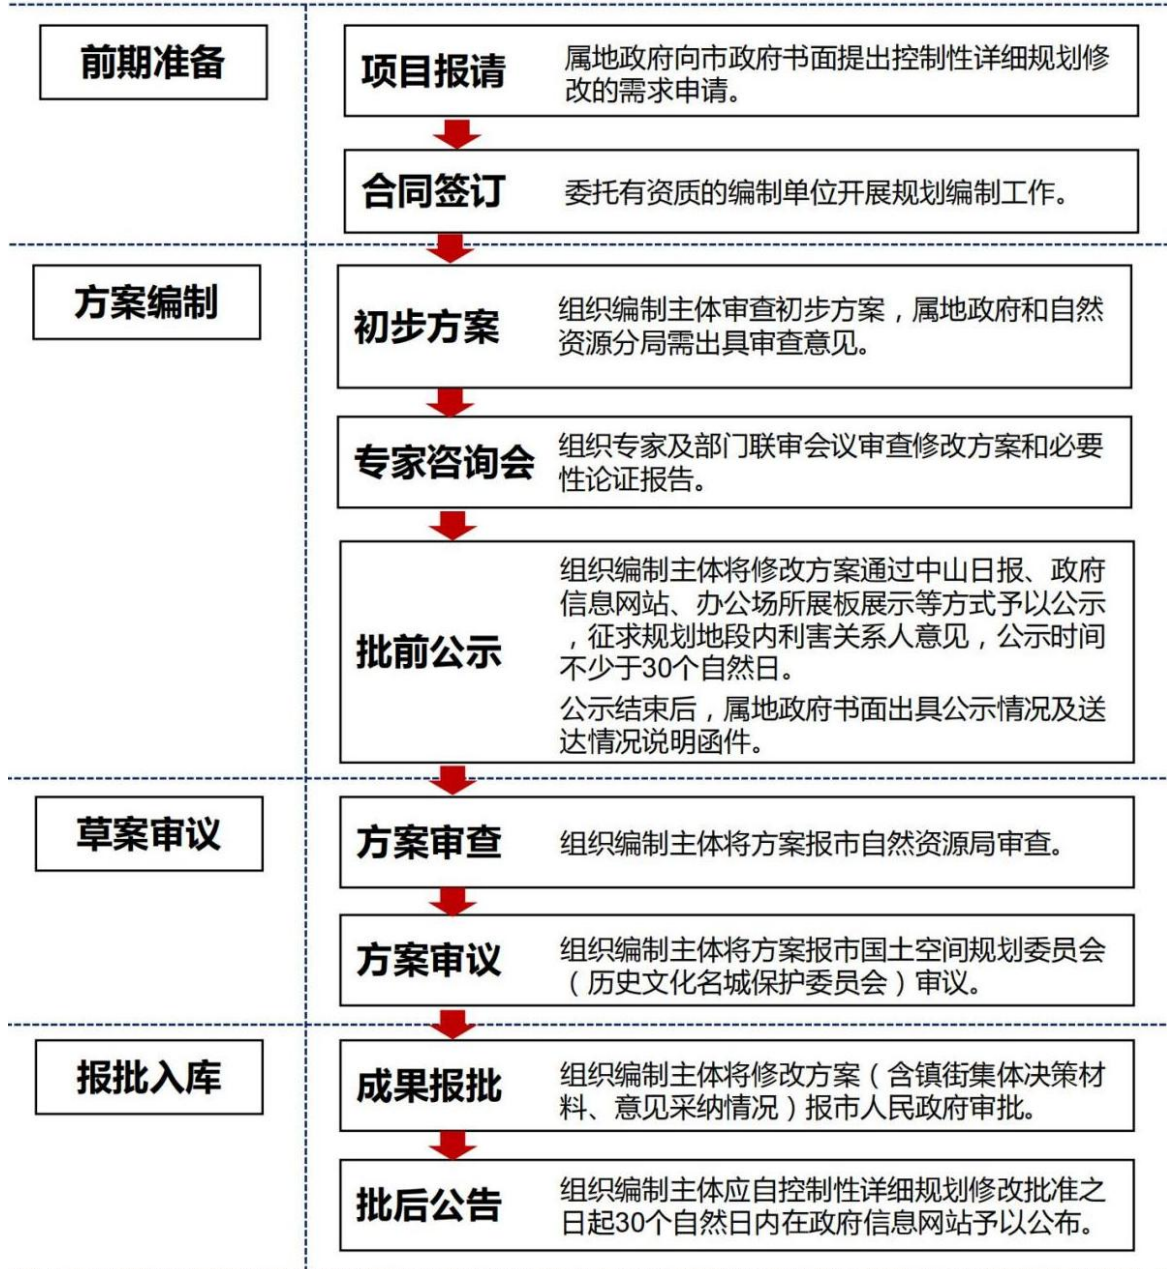 前期准备
项目报请
属地政府向市政府书面提出控制性详细规划修
改的需求申请。
合同签订
委托有资质的编制单位开展规划编制工作。
方案编制
初步方案
组织编制主体审查初步方案，属地政府和自然
资源分局需出具审查意见。
专家咨询会
组织专家及部门联审会议审查修改方案和必要
性论证报告。
批前公示
组织编制主体将修改方案通过中山日报、政府
信息网站、办公场所展板展示等方式予以公示
，征求规划地段内利害关系人意见，公示时间
不少于30个自然日。
公示结束后，属地政府书面出具公示情况及送
达情况说明函件。
草案审议
方案审查
组织编制主体将方案报市自然资源局审查。
方案审议
组织编制主体将方案报市国土空间规划委员会
（历史文化名城保护委员会）审议。
报批入库
成果报批
组织编制主体将修改方案（含镇街集体决策材
料、意见采纳情况）报市人民政府审批。
批后公告
组织编制主体应自控制性详细规划修改批准之
日起30个自然日内在政府信息网站予以公布。